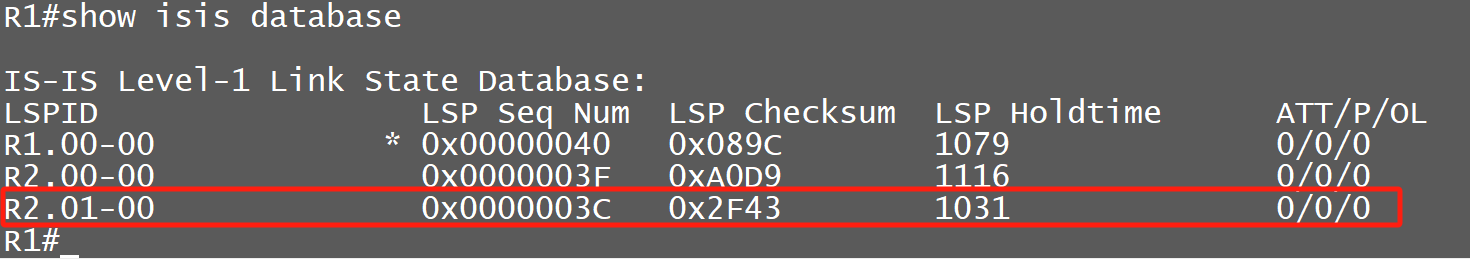 R1#show isis database
IS-IS Level-1 Link State Database:
LSPID LSP Seq Num LSP Checksum LSP Holdtime ATT/P/OL
R1.00-00 * 0x00000040 0x089C 1079 0/0/0
R2.00-00 0x0000003F 0xA0D9 1116 0/0/0
R2.01-00 0x0000003C 0x2F43 1031 0/0/0
R1#_